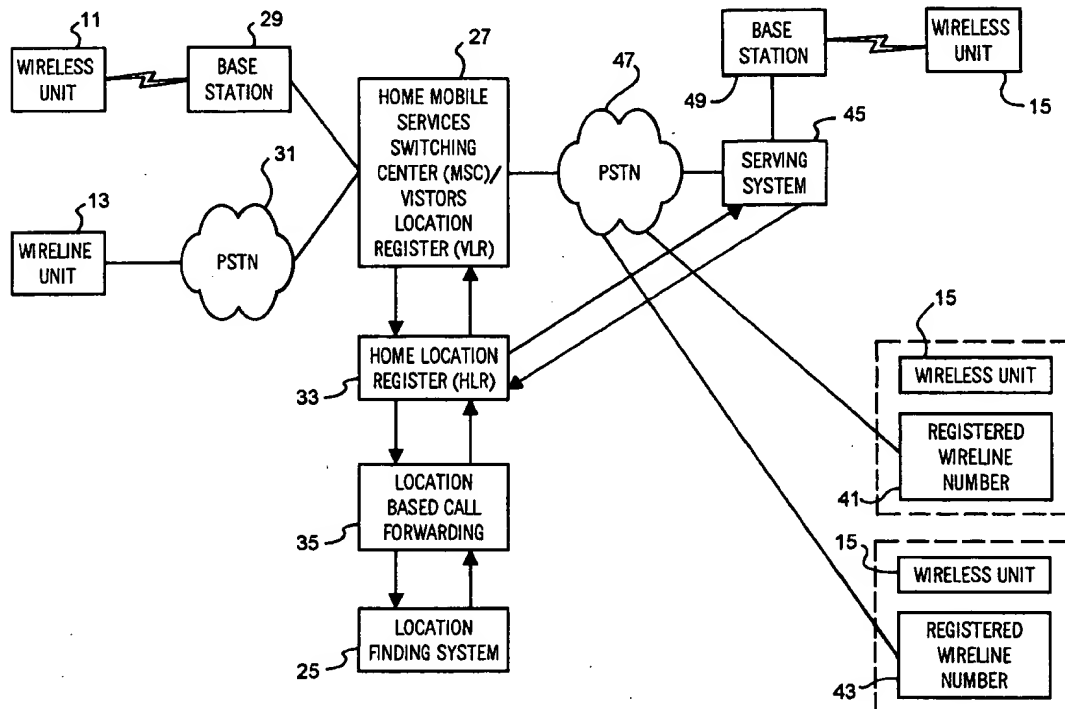 11
WIRELESS
UNIT
29
BASE
STATION
27
HOME MOBILE
SERVICES
SWITCHING
CENTER (MSC)/
VISTORS
LOCATION
REGISTER (VLR)
47
PSTN
BASE
STATION
49
WIRELESS
UNIT
15
45
SERVING
SYSTEM
13
WIRELINE
UNIT
31
PSTN
HOME LOCATION
REGISTER (HLR)
33
LOCATION
BASED CALL
FORWARDING
35
LOCATION
FINDING SYSTEM
25
15
WIRELESS UNIT
REGISTERED
WIRELINE
NUMBER
41
15
WIRELESS UNIT
REGISTERED
WIRELINE
NUMBER
43